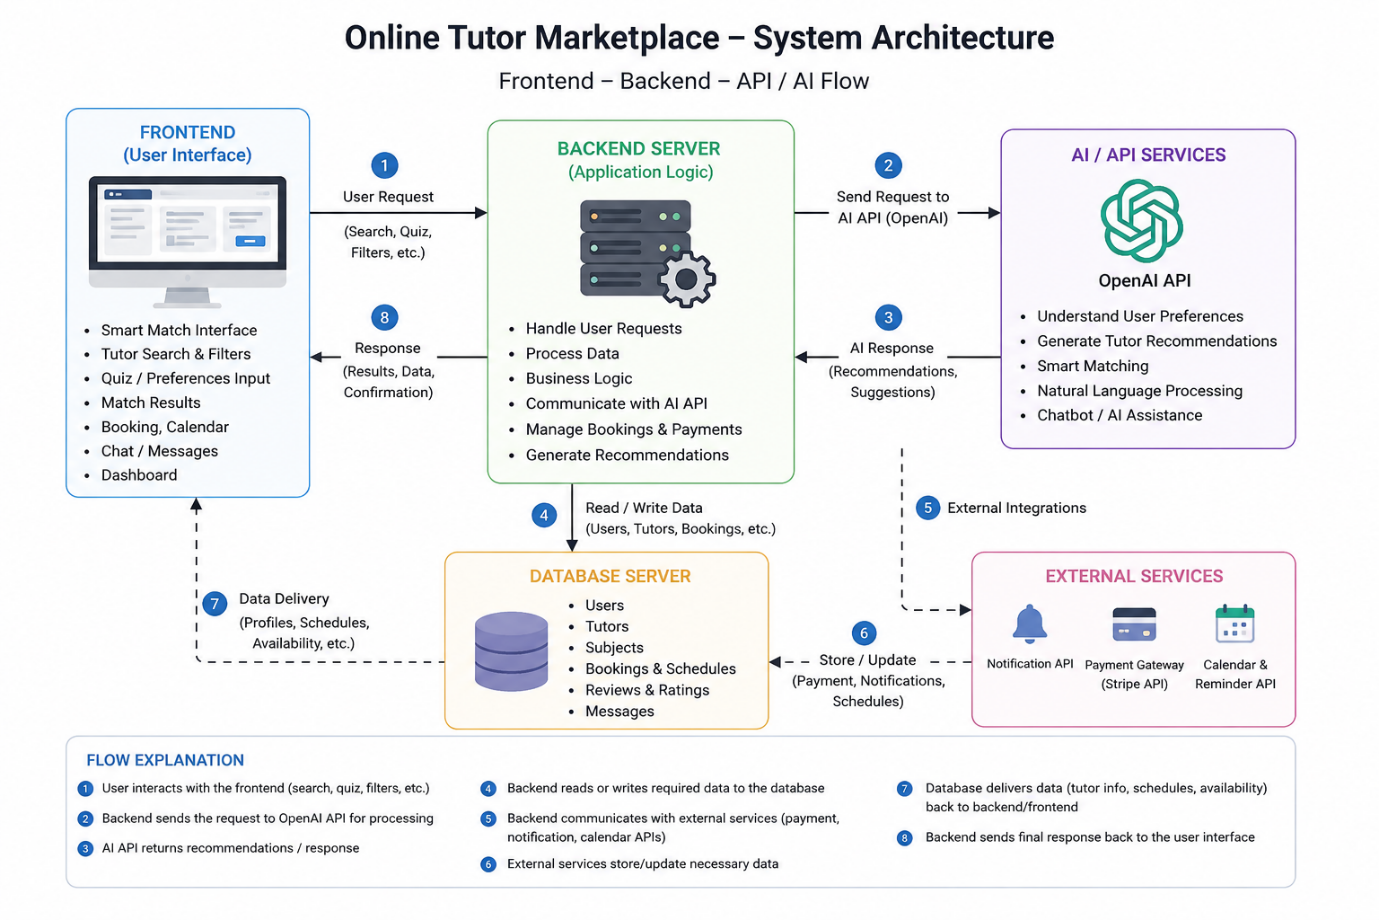 Online Tutor Marketplace – System Architecture
Frontend – Backend – API / AI Flow
FRONTEND
(User Interface)
• Smart Match Interface
• Tutor Search & Filters
• Quiz / Preferences Input
• Match Results
• Booking, Calendar
• Chat / Messages
• Dashboard
1
User Request
(Search, Quiz,
Filters, etc.)
8
Response
(Results, Data,
Confirmation)
BACKEND SERVER
(Application Logic)
• Handle User Requests
• Process Data
• Business Logic
• Communicate with AI API
• Manage Bookings & Payments
• Generate Recommendations
2
Send Request to
AI API (OpenAI)
3
AI Response
(Recommendations,
Suggestions)
AI / API SERVICES
OpenAI API
• Understand User Preferences
• Generate Tutor Recommendations
• Smart Matching
• Natural Language Processing
• Chatbot / AI Assistance
4
Read / Write Data
(Users, Tutors, Bookings, etc.)
5 External Integrations
7
Data Delivery
(Profiles, Schedules,
Availability, etc.)
DATABASE SERVER
• Users
• Tutors
• Subjects
• Bookings & Schedules
• Reviews & Ratings
• Messages
6
Store / Update
(Payment, Notifications,
Schedules)
EXTERNAL SERVICES
Notification API
Payment Gateway
(Stripe API)
Calendar &
Reminder API
FLOW EXPLANATION
1 User interacts with the frontend (search, quiz, filters, etc.)
2 Backend sends the request to OpenAI API for processing
3 AI API returns recommendations / response
4 Backend reads or writes required data to the database
5 Backend communicates with external services (payment,
notification, calendar APIs)
6 External services store/update necessary data
7 Database delivers data (tutor info, schedules, availability)
back to backend/frontend
8 Backend sends final response back to the user interface